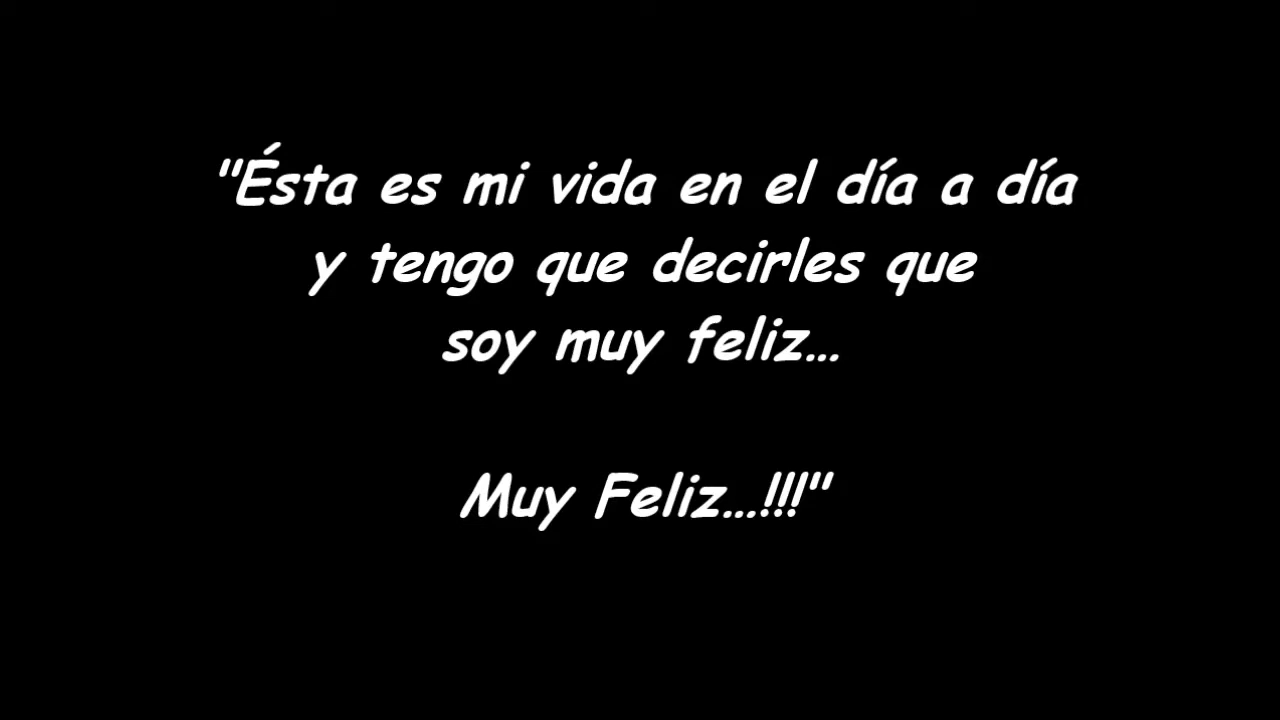 "Ésta es mi vida en el día a día
y tengo que decirles que
soy muy feliz...
Muy Feliz...!!!"